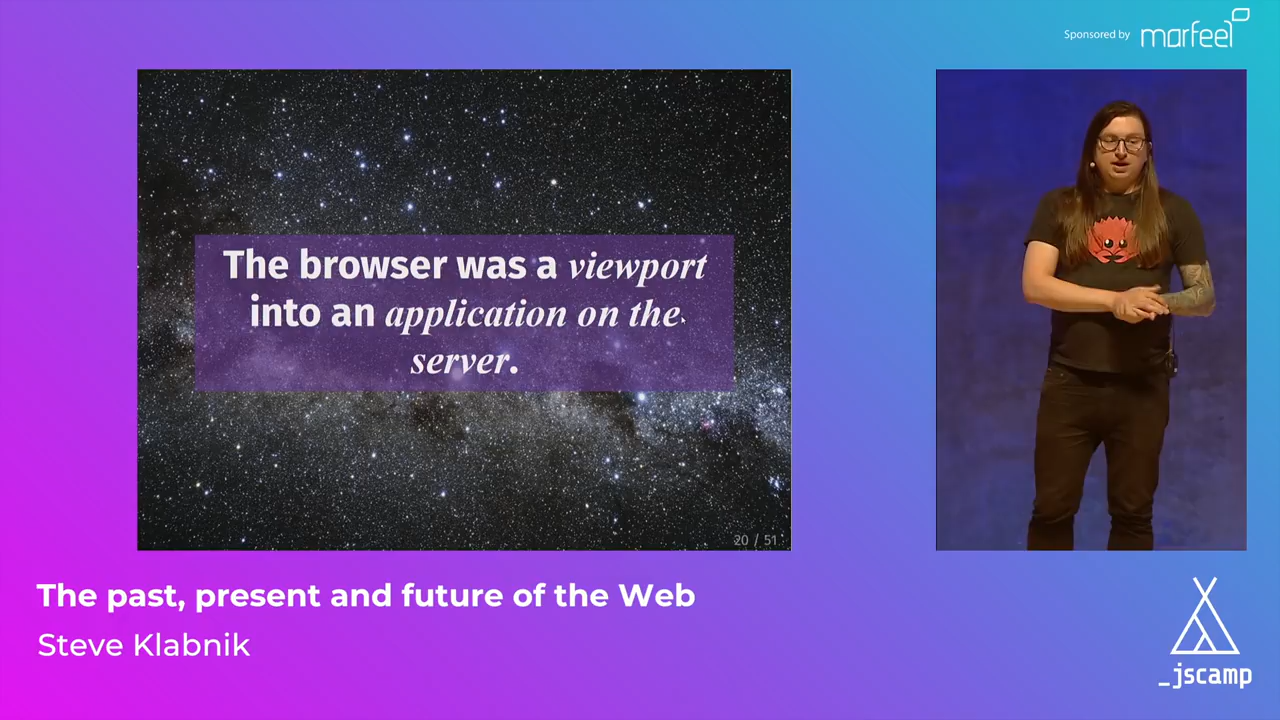 Sponsored by marfeel
The browser was a viewport
into an application on the
server.
20 / 51
The past, present and future of the Web
Steve Klabnik
_jscamp